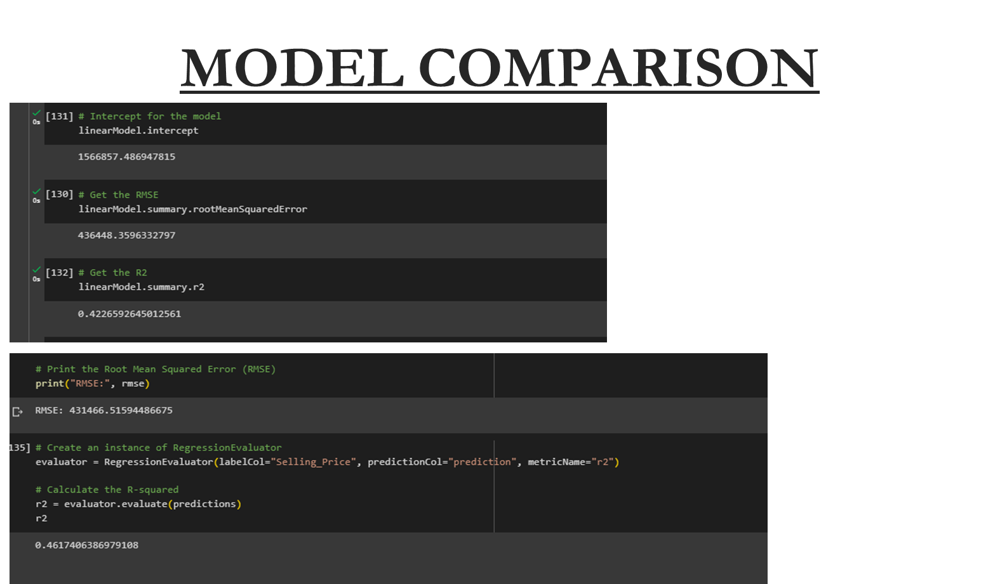 MODEL COMPARISON
0s [131] # Intercept for the model
linearModel.intercept
1566857.486947815
0s [130] # Get the RMSE
linearModel.summary.rootMeanSquaredError
436448.3596332797
0s [132] # Get the R2
linearModel.summary.r2
0.4226592645012561
# Print the Root Mean Squared Error (RMSE)
print("RMSE:", rmse)
RMSE: 431466.51594486675
135] # Create an instance of RegressionEvaluator
evaluator = RegressionEvaluator(labelCol="Selling_Price", predictionCol="prediction", metricName="r2")
# Calculate the R-squared
r2 = evaluator.evaluate(predictions)
r2
0.4617406386979108